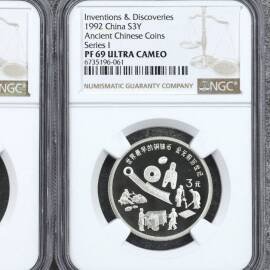 Inventions & Discoveries
1992 China S3Y
Ancient Chinese Coins
Series I
PF 69 ULTRA CAMEO
6735196-061
NUMISMATIC GUARANTY COMPANY
NGC
NGC
3元